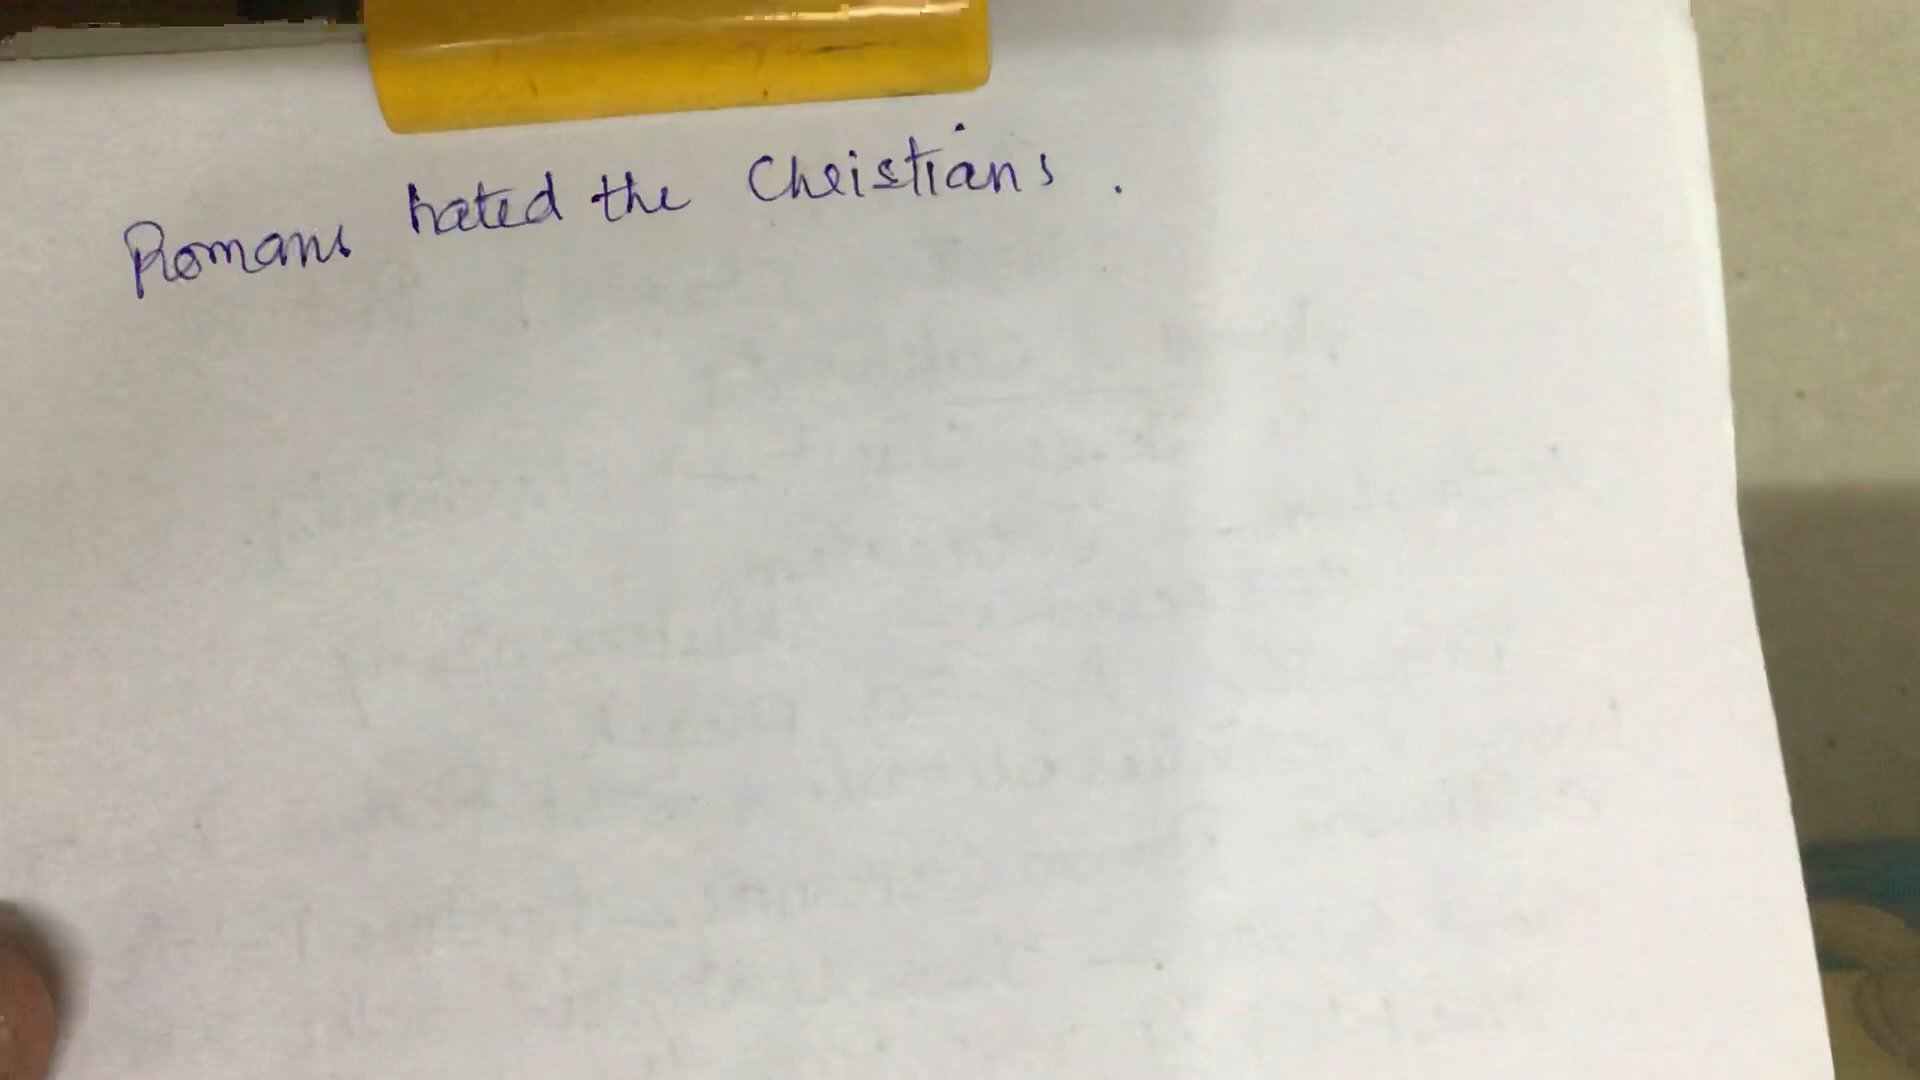 Romans hated the Christians .